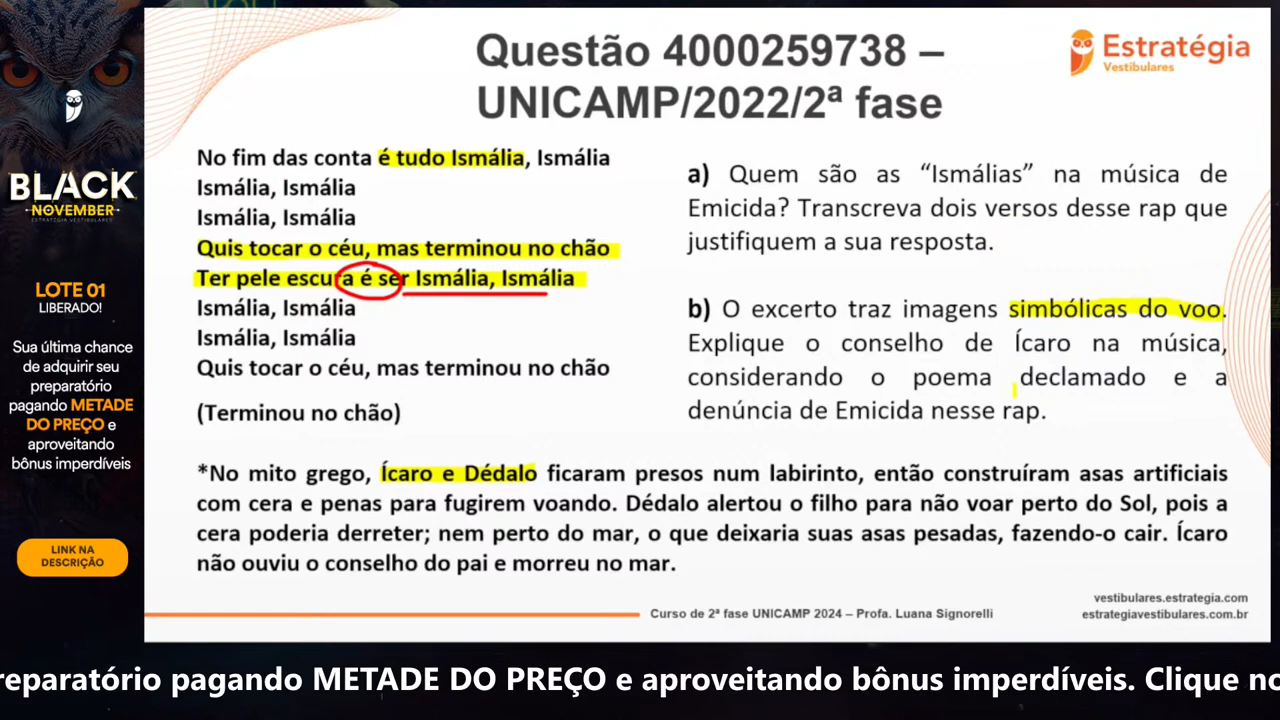 Questão 4000259738 –
UNICAMP/2022/2ª fase
Estratégia
Vestibulares
No fim das conta é tudo Ismália, Ismália
Ismália, Ismália
Ismália, Ismália
Quis tocar o céu, mas terminou no chão
Ter pele escura é ser Ismália, Ismália
Ismália, Ismália
Ismália, Ismália
Quis tocar o céu, mas terminou no chão
(Terminou no chão)
a) Quem são as “Ismálias” na música de
Emicida? Transcreva dois versos desse rap que
justifiquem a sua resposta.
b) O excerto traz imagens simbólicas do voo.
Explique o conselho de Ícaro na música,
considerando o poema declamado e a
denúncia de Emicida nesse rap.
*No mito grego, Ícaro e Dédalo ficaram presos num labirinto, então construíram asas artificiais
com cera e penas para fugirem voando. Dédalo alertou o filho para não voar perto do Sol, pois a
cera poderia derreter; nem perto do mar, o que deixaria suas asas pesadas, fazendo-o cair. Ícaro
não ouviu o conselho do pai e morreu no mar.
Curso de 2ª fase UNICAMP 2024 – Profa. Luana Signorelli
vestibulares.estrategia.com
estrategiavestibulares.com.br
BLACK
NOVEMBER
ESTRATÉGIA VESTIBULARES
LOTE 01
LIBERADO!
Sua última chance
de adquirir seu
preparatório
pagando METADE
DO PREÇO e
aproveitando
bônus imperdíveis
LINK NA
DESCRIÇÃO
reparatório pagando METADE DO PREÇO e aproveitando bônus imperdíveis. Clique no